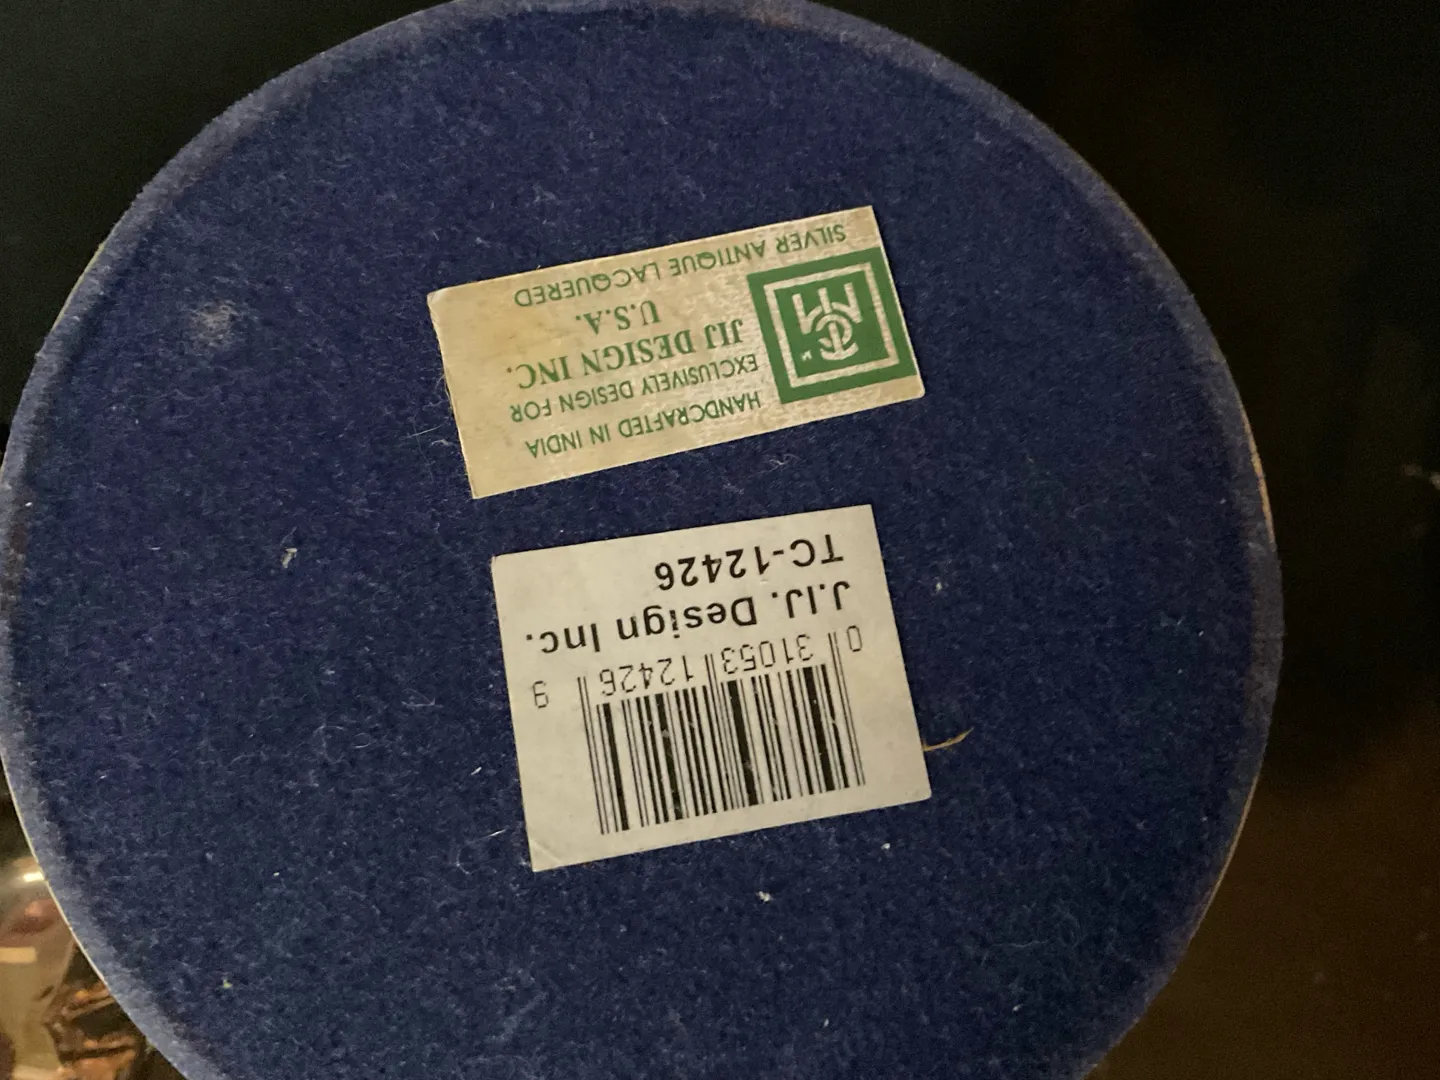 0 31053 12426 9
J.IJ. Design Inc.
TC-12426
HANDCRAFTED IN INDIA
EXCLUSIVELY DESIGN FOR
JIJ DESIGN INC.
U.S.A.
SILVER ANTIQUE LACQUERED